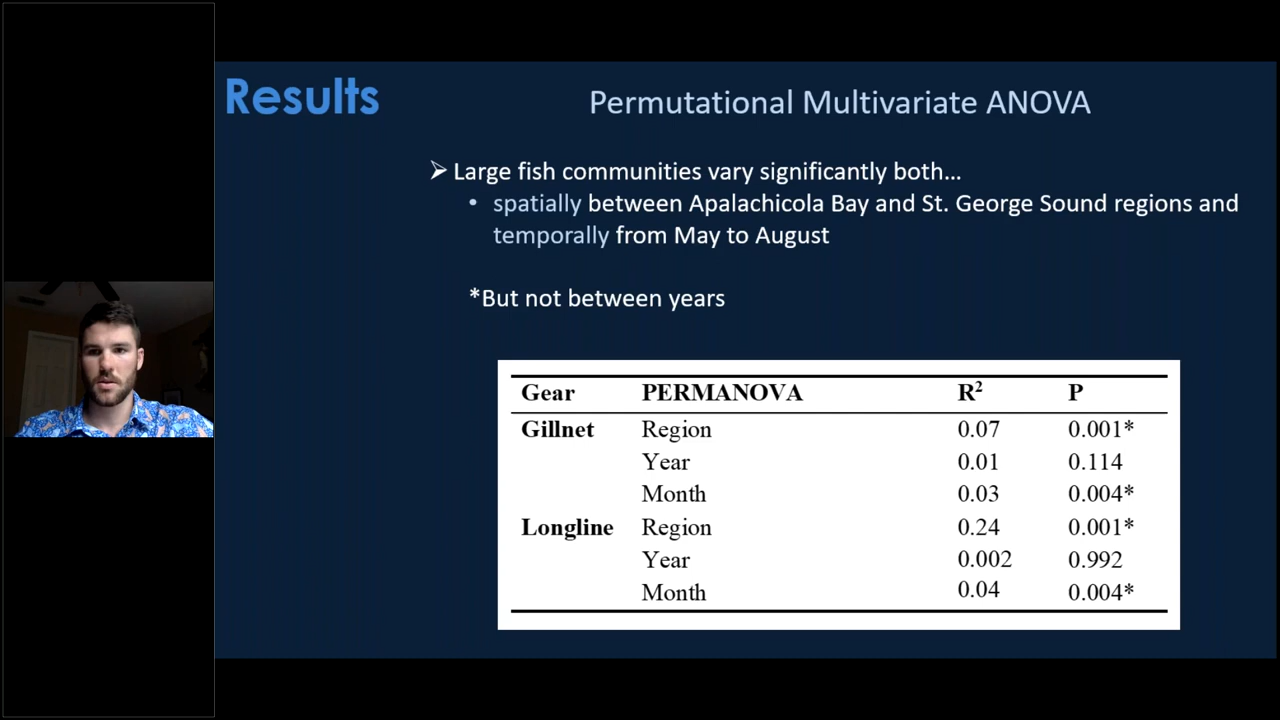 Results
Permutational Multivariate ANOVA
➢ Large fish communities vary significantly both…
• spatially between Apalachicola Bay and St. George Sound regions and
temporally from May to August
*But not between years
Gear PERMANOVA R² P
Gillnet Region 0.07 0.001*
Year 0.01 0.114
Month 0.03 0.004*
Longline Region 0.24 0.001*
Year 0.002 0.992
Month 0.04 0.004*